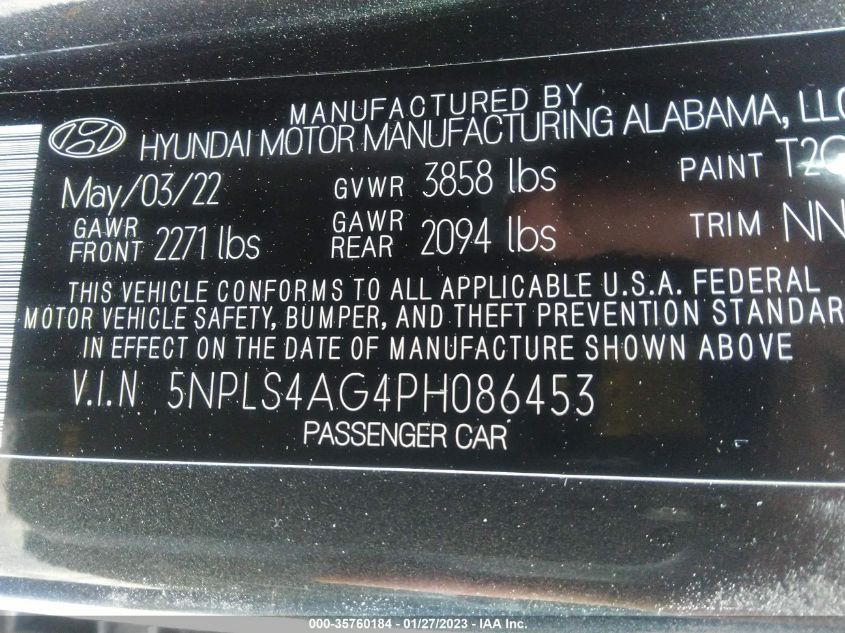 MANUFACTURED BY
HYUNDAI MOTOR MANUFACTURING ALABAMA, LLC
May/03/22 GVWR 3858 lbs PAINT
GAWR FRONT 2271 lbs GAWR REAR 2094 lbs TRIM
THIS VEHICLE CONFORMS TO ALL APPLICABLE U.S.A. FEDERAL
MOTOR VEHICLE SAFETY, BUMPER, AND THEFT PREVENTION STANDAR
IN EFFECT ON THE DATE OF MANUFACTURE SHOWN ABOVE
V.I.N 5NPLS4AG4PH086453
PASSENGER CAR
000-35760184 - 01/27/2023 - IAA Inc.